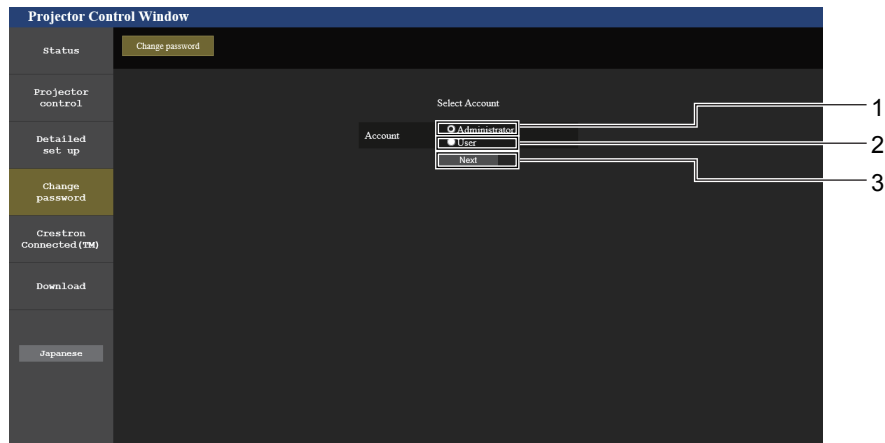 Projector Control Window
Status
Change password
Projector
control
Select Account
1
Administrator
Account
User
2
Detailed
set up
Next
3
Change
password
Crestron
Connected(TM)
Download
Japanese